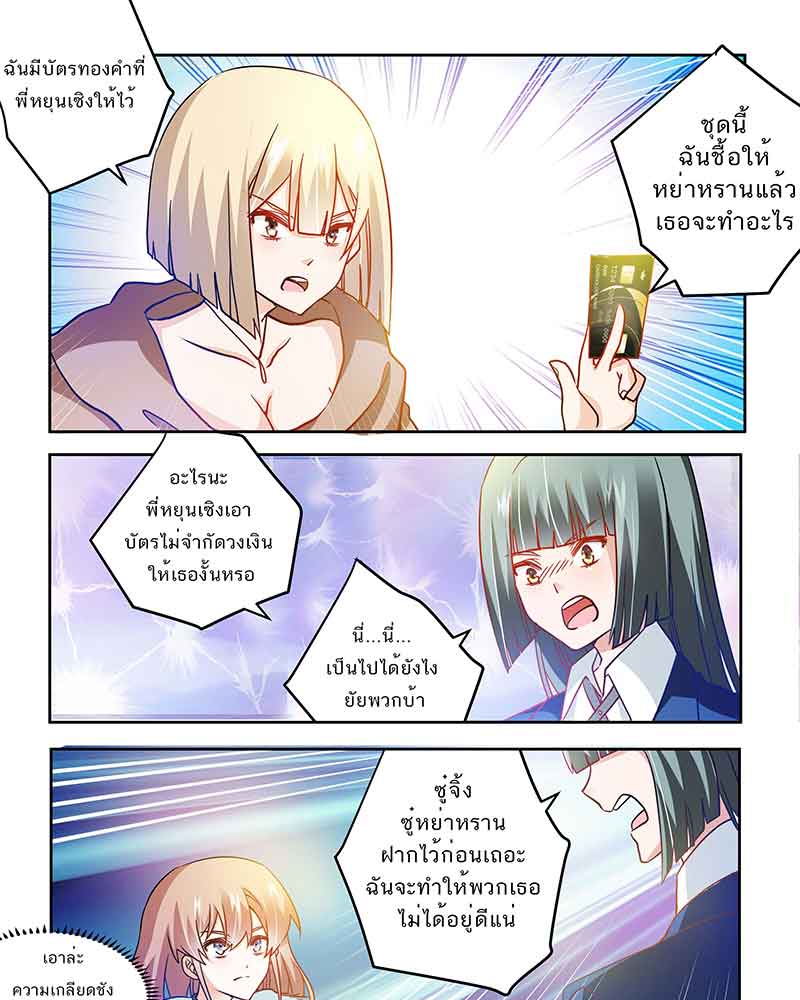 ฉันมีบัตรทองคำที่
พี่หยุนเชิงให้ไว้
ชุดนี้
ฉันซื้อให้
หย่าหรานแล้ว
เธอจะทำอะไร
อะไรนะ
พี่หยุนเชิงเอา
บัตรไม่จำกัดวงเงิน
ให้เธองั้นหรอ
นี่...นี่...
เป็นไปได้ยังไง
ยัยพวกบ้า
ซู่จิ้ง
ซู๋หย่าหราน
ฝากไว้ก่อนเถอะ
ฉันจะทำให้พวกเธอ
ไม่ได้อยู่ดีแน่
เอาล่ะ
ความเกลียดชัง